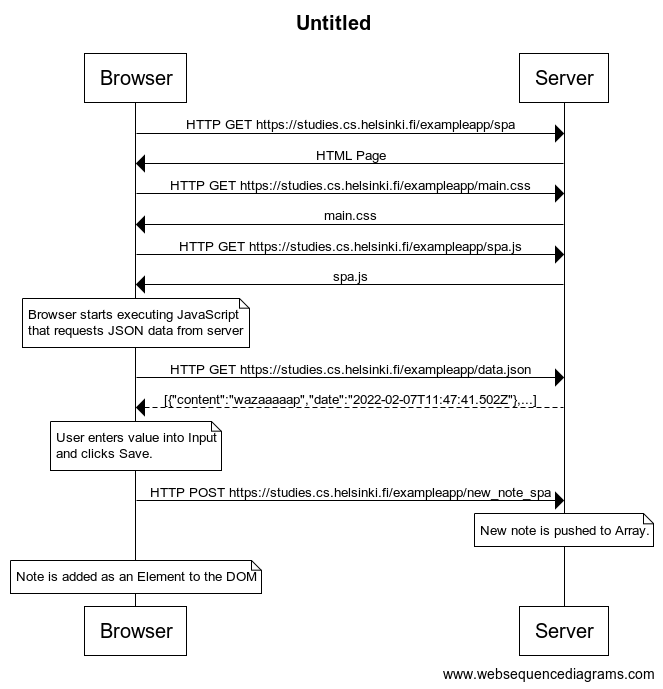 Untitled
Browser
Server
HTTP GET https://studies.cs.helsinki.fi/exampleapp/spa
HTML Page
HTTP GET https://studies.cs.helsinki.fi/exampleapp/main.css
main.css
HTTP GET https://studies.cs.helsinki.fi/exampleapp/spa.js
spa.js
Browser starts executing JavaScript
that requests JSON data from server
HTTP GET https://studies.cs.helsinki.fi/exampleapp/data.json
[{"content":"wazaaaaap","date":"2022-02-07T11:47:41.502Z"},...]
User enters value into Input
and clicks Save.
HTTP POST https://studies.cs.helsinki.fi/exampleapp/new_note_spa
New note is pushed to Array.
Note is added as an Element to the DOM
Browser
Server
www.websequencediagrams.com